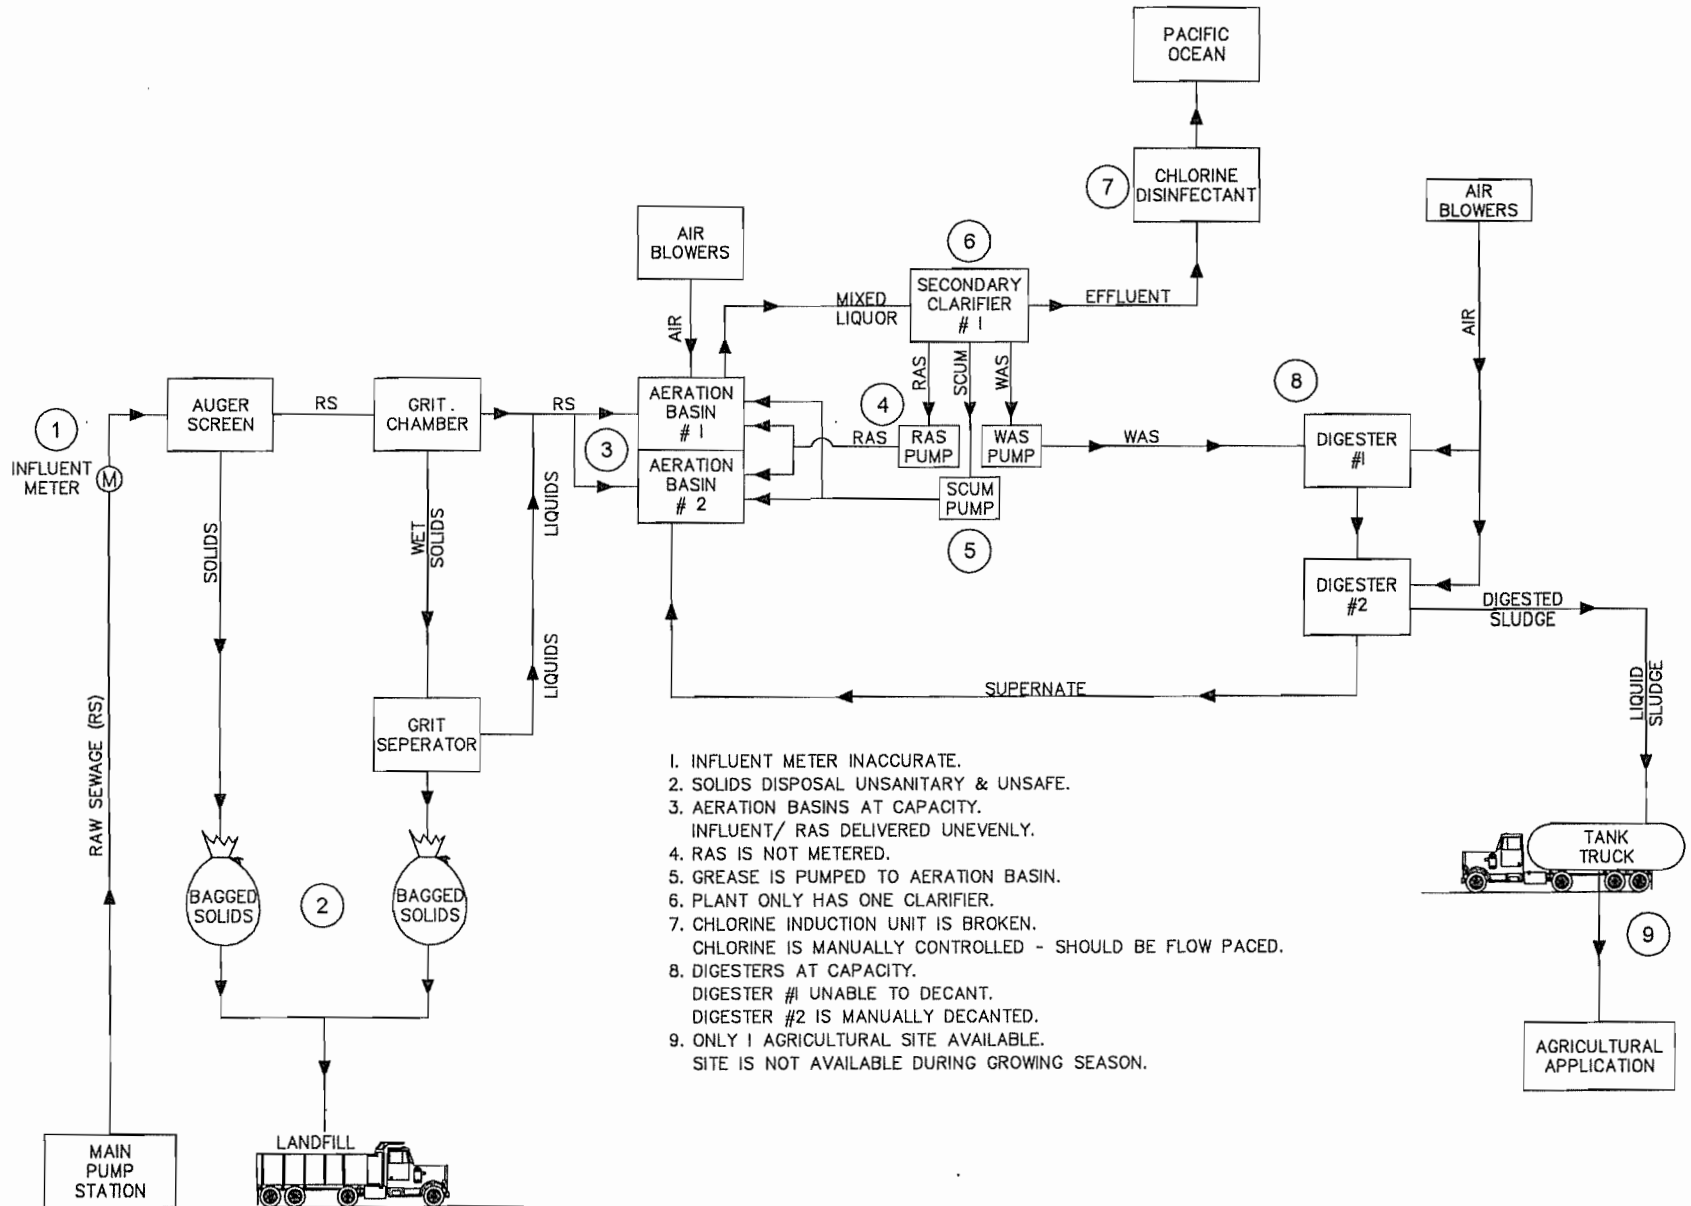 PACIFIC
OCEAN
7
CHLORINE
DISINFECTANT
AIR
BLOWERS
AIR
BLOWERS
6
SECONDARY
CLARIFIER
# 1
MIXED
LIQUOR
EFFLUENT
AIR
AIR
RAS
SCUM
WAS
8
1
INFLUENT
METER
M
AUGER
SCREEN
RS
GRIT.
CHAMBER
RS
3
AERATION
BASIN
# 1
AERATION
BASIN
# 2
4
RAS
RAS
PUMP
WAS
PUMP
WAS
SCUM
PUMP
5
DIGESTER
#1
DIGESTER
#2
DIGESTED
SLUDGE
LIQUID
SLUDGE
SOLIDS
WET
SOLIDS
LIQUIDS
LIQUIDS
SUPERNATE
GRIT
SEPERATOR
RAW SEWAGE (RS)
BAGGED
SOLIDS
2
BAGGED
SOLIDS
1. INFLUENT METER INACCURATE.
2. SOLIDS DISPOSAL UNSANITARY & UNSAFE.
3. AERATION BASINS AT CAPACITY.
INFLUENT/ RAS DELIVERED UNEVENLY.
4. RAS IS NOT METERED.
5. GREASE IS PUMPED TO AERATION BASIN.
6. PLANT ONLY HAS ONE CLARIFIER.
7. CHLORINE INDUCTION UNIT IS BROKEN.
CHLORINE IS MANUALLY CONTROLLED - SHOULD BE FLOW PACED.
8. DIGESTERS AT CAPACITY.
DIGESTER #1 UNABLE TO DECANT.
DIGESTER #2 IS MANUALLY DECANTED.
9. ONLY 1 AGRICULTURAL SITE AVAILABLE.
SITE IS NOT AVAILABLE DURING GROWING SEASON.
TANK
TRUCK
9
AGRICULTURAL
APPLICATION
MAIN
PUMP
STATION
LANDFILL